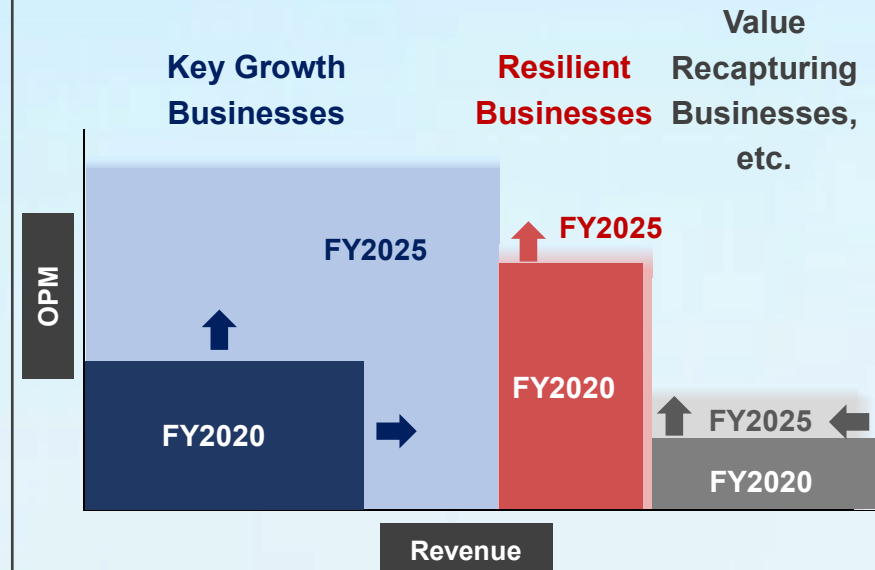 Key Growth
Businesses
Resilient
Businesses
Value
Recapturing
Businesses,
etc.
OPM
FY2025
FY2020
FY2025
FY2020
FY2025
FY2020
Revenue